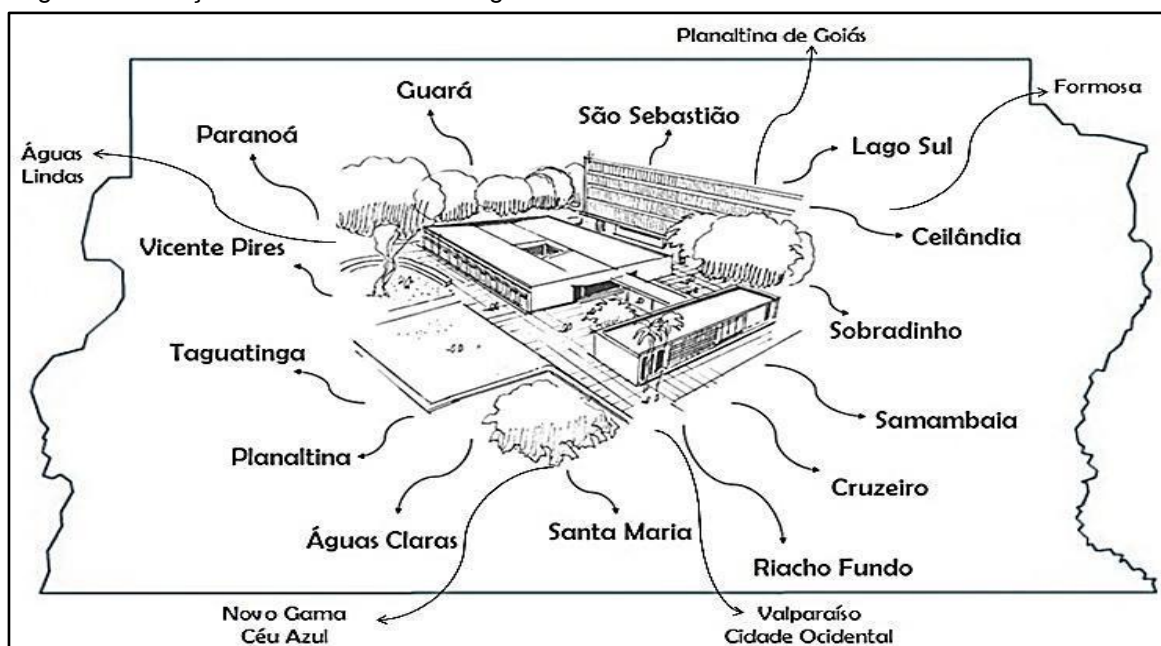 Planaltina de Goiás
Formosa
Guará
São Sebastião
Paranoá
Lago Sul
Águas
Lindas
Ceilândia
Vicente Pires
Sobradinho
Taguatinga
Samambaia
Planaltina
Cruzeiro
Águas Claras
Santa Maria
Riacho Fundo
Novo Gama
Céu Azul
Valparaíso
Cidade Ocidental